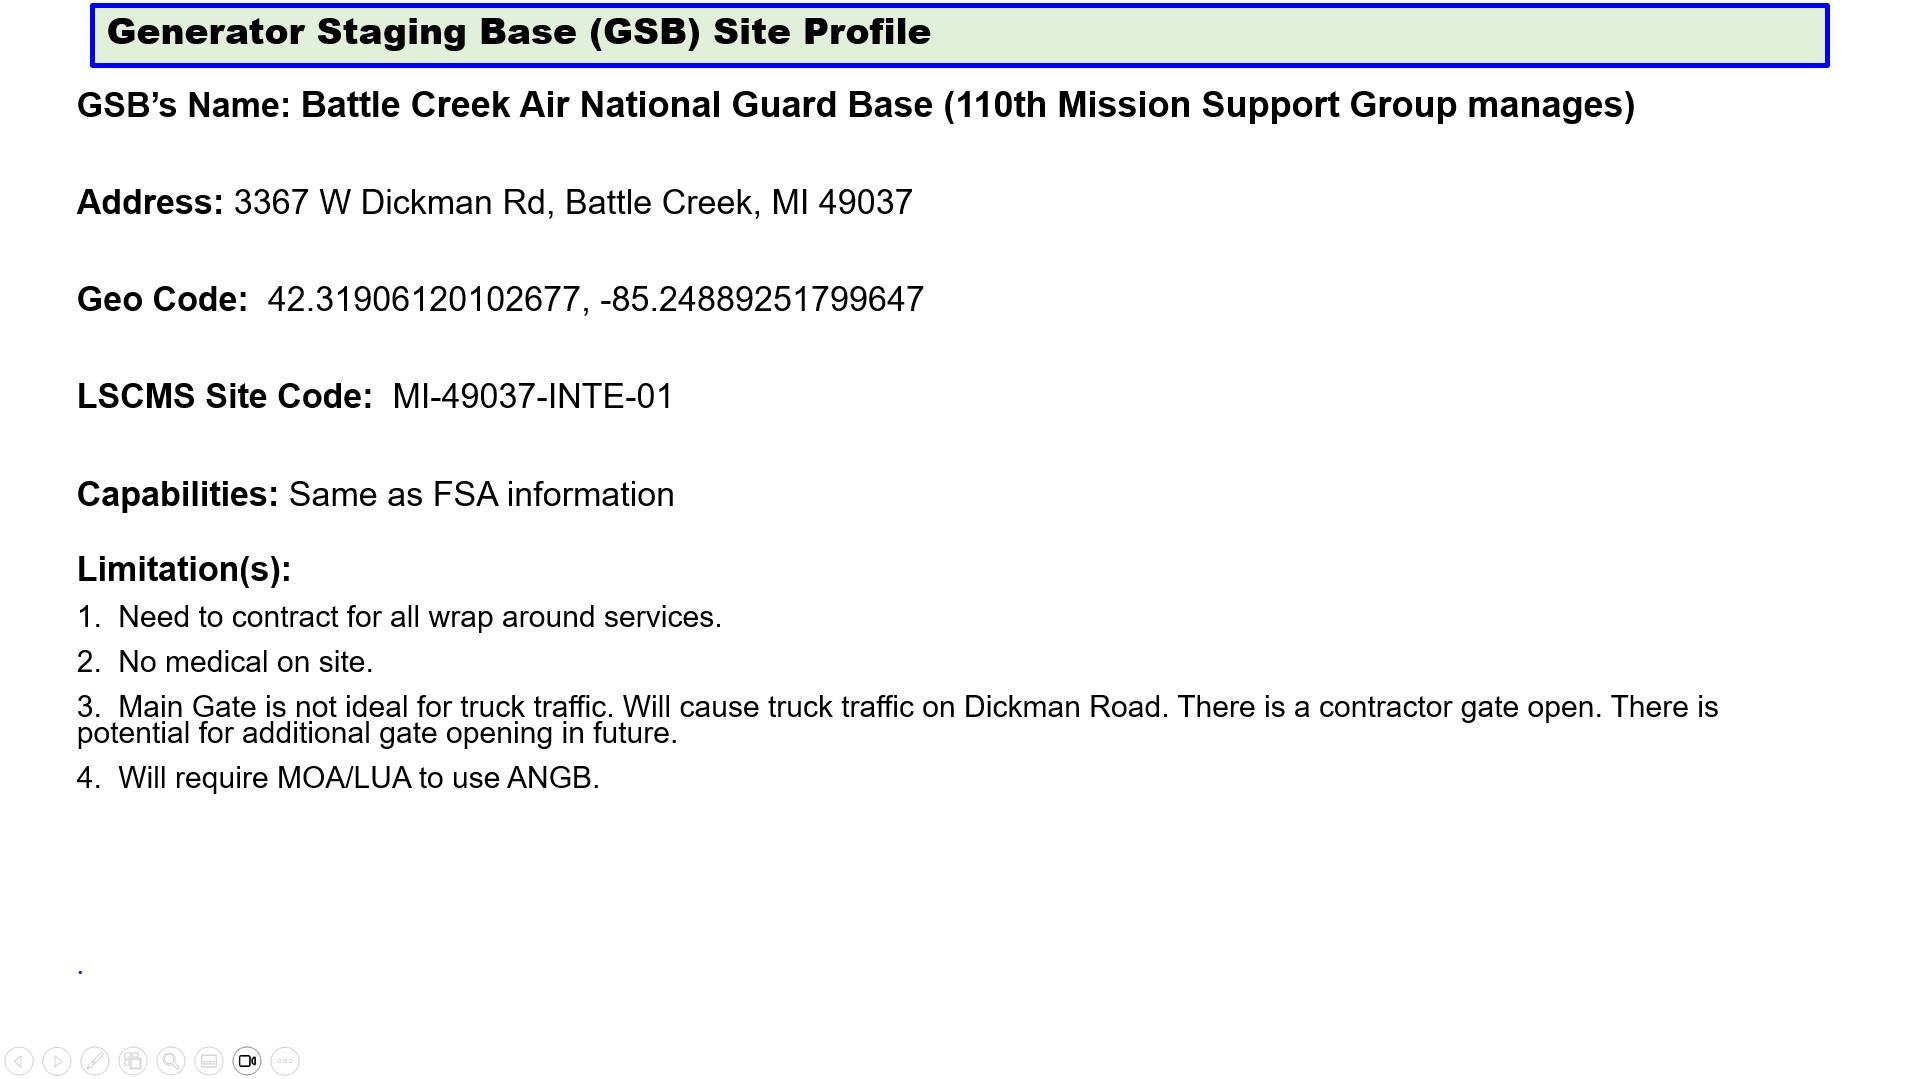 Generator Staging Base (GSB) Site Profile
GSB’s Name: Battle Creek Air National Guard Base (110th Mission Support Group manages)
Address: 3367 W Dickman Rd, Battle Creek, MI 49037
Geo Code:  42.31906120102677, -85.24889251799647
LSCMS Site Code:  MI-49037-INTE-01
Capabilities: Same as FSA information
Limitation(s):
1.  Need to contract for all wrap around services.
2.  No medical on site.
3.  Main Gate is not ideal for truck traffic. Will cause truck traffic on Dickman Road. There is a contractor gate open. There is
potential for additional gate opening in future.
4.  Will require MOA/LUA to use ANGB.
.